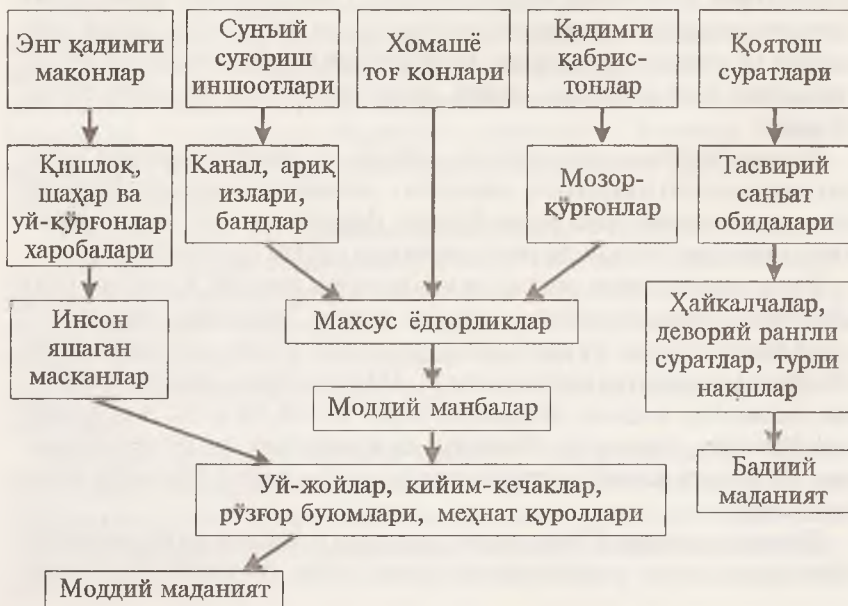 Энг қадимги
маконлар
Сунъий
суғориш
иншоотлари
Хомашё
тоғ конлари
Қадимги
қабрис-
тонлар
Қоятош
суратлари
Қишлоқ,
шаҳар ва
уй-қўрғонлар
харобалари
Канал, ариқ
излари,
бандлар
Мозор-
қўрғонлар
Тасвирий
санъат
обидалари
Инсон
яшаган
масканлар
Махсус ёдгорликлар
Ҳайкалчалар,
деворий рангли
суратлар, турли
нақшлар
Моддий манбалар
Уй-жойлар, кийим-кечаклар,
рўзғор буюмлари, меҳнат қуроллари
Бадиий
маданият
Моддий маданият